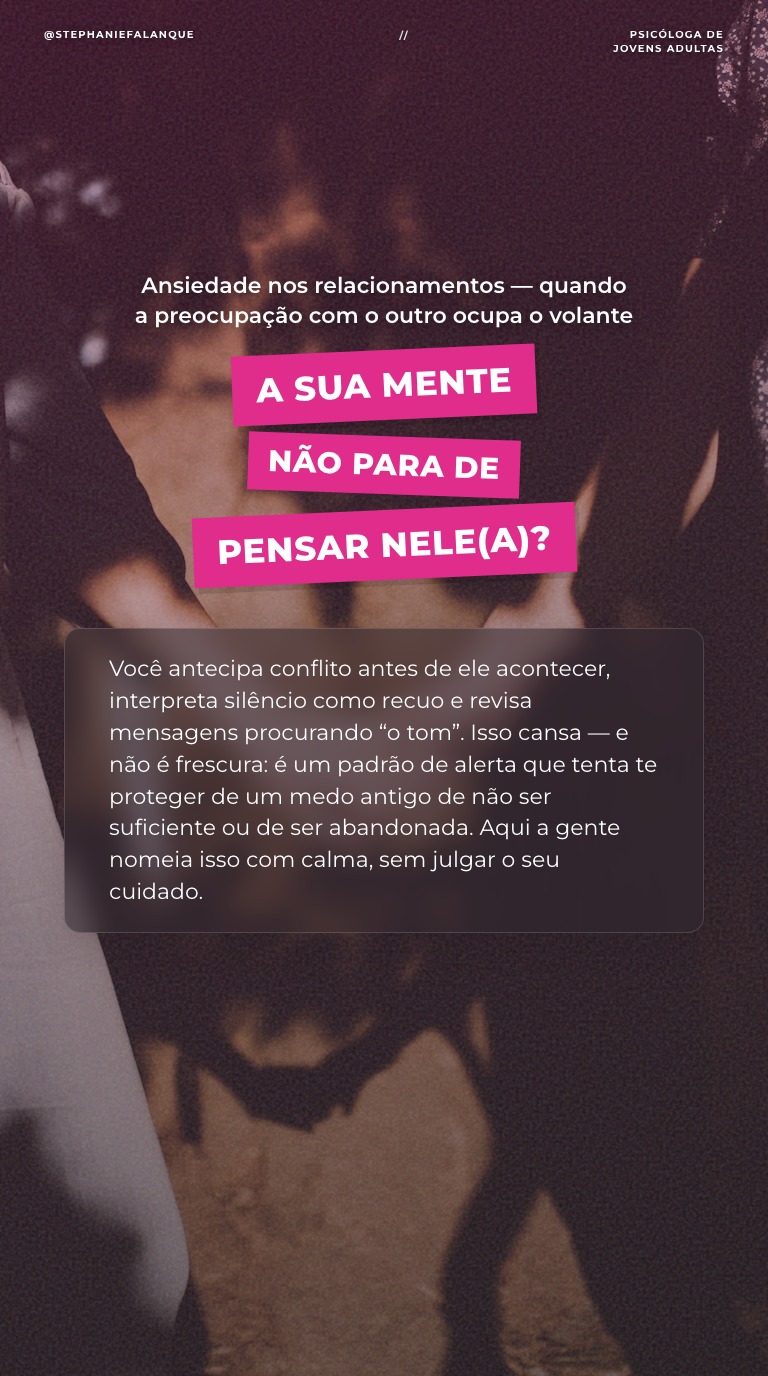 @STEPHANIEFALANQUE
//
PSICÓLOGA DE
JOVENS ADULTAS
Ansiedade nos relacionamentos — quando
a preocupação com o outro ocupa o volante
A SUA MENTE
NÃO PARA DE
PENSAR NELE(A)?
Você antecipa conflito antes de ele acontecer,
interpreta silêncio como recuo e revisa
mensagens procurando “o tom”. Isso cansa — e
não é frescura: é um padrão de alerta que tenta te
proteger de um medo antigo de não ser
suficiente ou de ser abandonada. Aqui a gente
nomeia isso com calma, sem julgar o seu
cuidado.